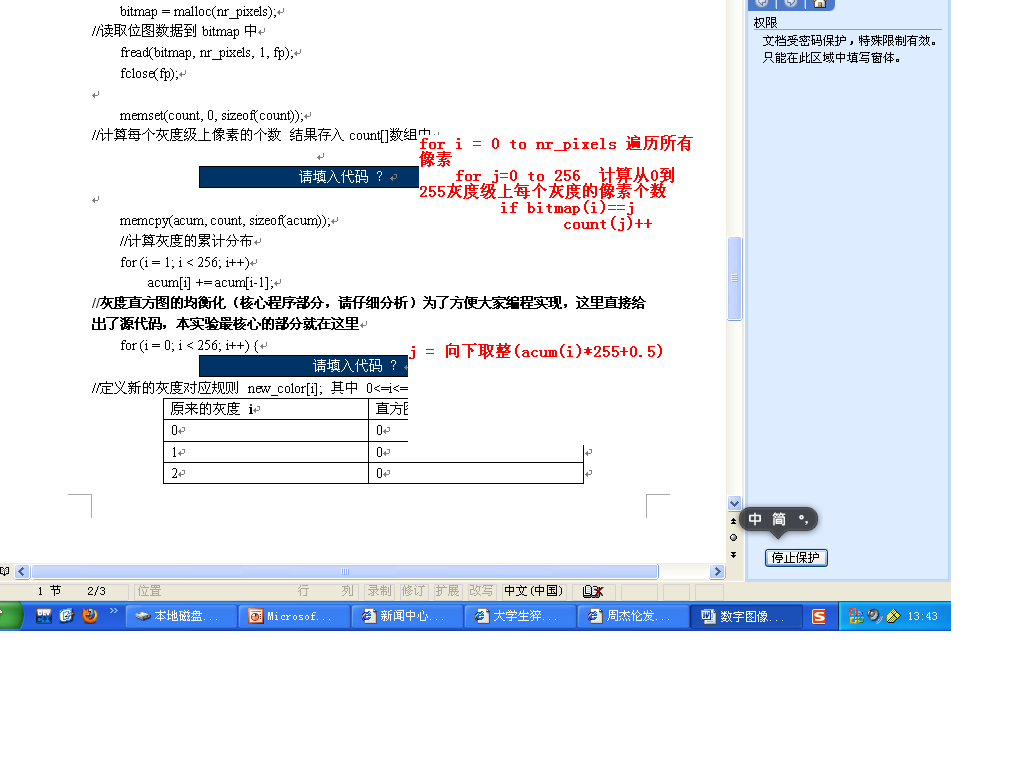 bitmap = malloc(nr_pixels);
权限
//读取位图数据到 bitmap 中
文档受密码保护，特殊限制有效。
只能在此区域中填写窗体。
fread(bitmap, nr_pixels, 1, fp);
fclose(fp);
memset(count, 0, sizeof(count));
//计算每个灰度级上像素的个数 结果存入 count[]数组中
for i = 0 to nr_pixels 遍历所有
像素
请填入代码 ？
for j=0 to 256 计算从0到
255灰度级上每个灰度的像素个数
if bitmap(i)==j
count(j)++
memcpy(acum, count, sizeof(acum));
//计算灰度的累计分布
for (i = 1; i < 256; i++)
acum[i] += acum[i-1];
//灰度直方图的均衡化（核心程序部分，请仔细分析）为了方便大家编程实现，这里直接给
出了源代码，本实验最核心的部分就在这里
for (i = 0; i < 256; i++) {
j = 向下取整(acum(i)*255+0.5)
请填入代码 ？
//定义新的灰度对应规则 new_color[i]; 其中 0<=i<=
原来的灰度 i 直方
0 0
1 0
2 0
中 简 °,
停止保护
1 节 2/3 位置 行 列 录制 修订 扩展 改写 中文(中国)
本地磁盘... Microsof... 新闻中心... 大学生猝... 周杰伦发... 数字图像... S 13:43